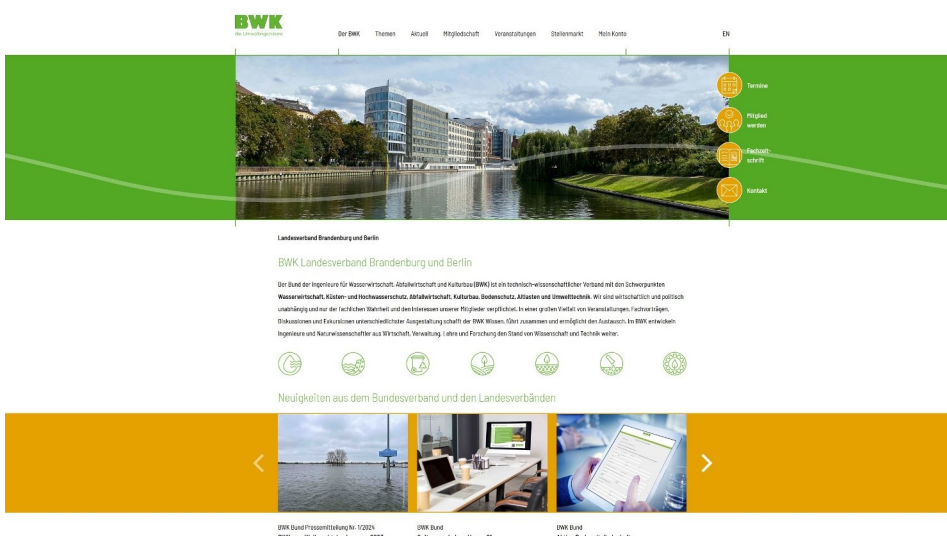 BWK
die Umweltingenieure
Der BWK Themen Aktuell Mitgliedschaft Veranstaltungen Stellenmarkt Mein Konto EN
Termine
Mitglied
werden
Fachzeit-
schrift
Kontakt
Landesverband Brandenburg und Berlin
BWK Landesverband Brandenburg und Berlin
Der Bund der Ingenieure für Wasserwirtschaft, Abfallwirtschaft und Kulturbau (BWK) ist ein technisch-wissenschaftlicher Verband mit den Schwerpunkten
Wasserwirtschaft, Küsten- und Hochwasserschutz, Abfallwirtschaft, Kulturbau, Bodenschutz, Altlasten und Umwelttechnik. Wir sind wirtschaftlich und politisch
unabhängig und nur der fachlichen Wahrheit und den Interessen unserer Mitglieder verpflichtet. In einer großen Vielfalt von Veranstaltungen, Fachvorträgen,
Diskussionen und Exkursionen unterschiedlichster Ausgestaltung schafft der BWK Wissen, führt zusammen und ermöglicht den Austausch. Im BWK entwickeln
Ingenieure und Naturwissenschaftler aus Wirtschaft, Verwaltung, Lehre und Forschung den Stand von Wissenschaft und Technik weiter.
Neuigkeiten aus dem Bundesverband und den Landesverbänden
BWK Bund Pressemitteilung Nr. 1/2024 BWK Bund BWK Bund